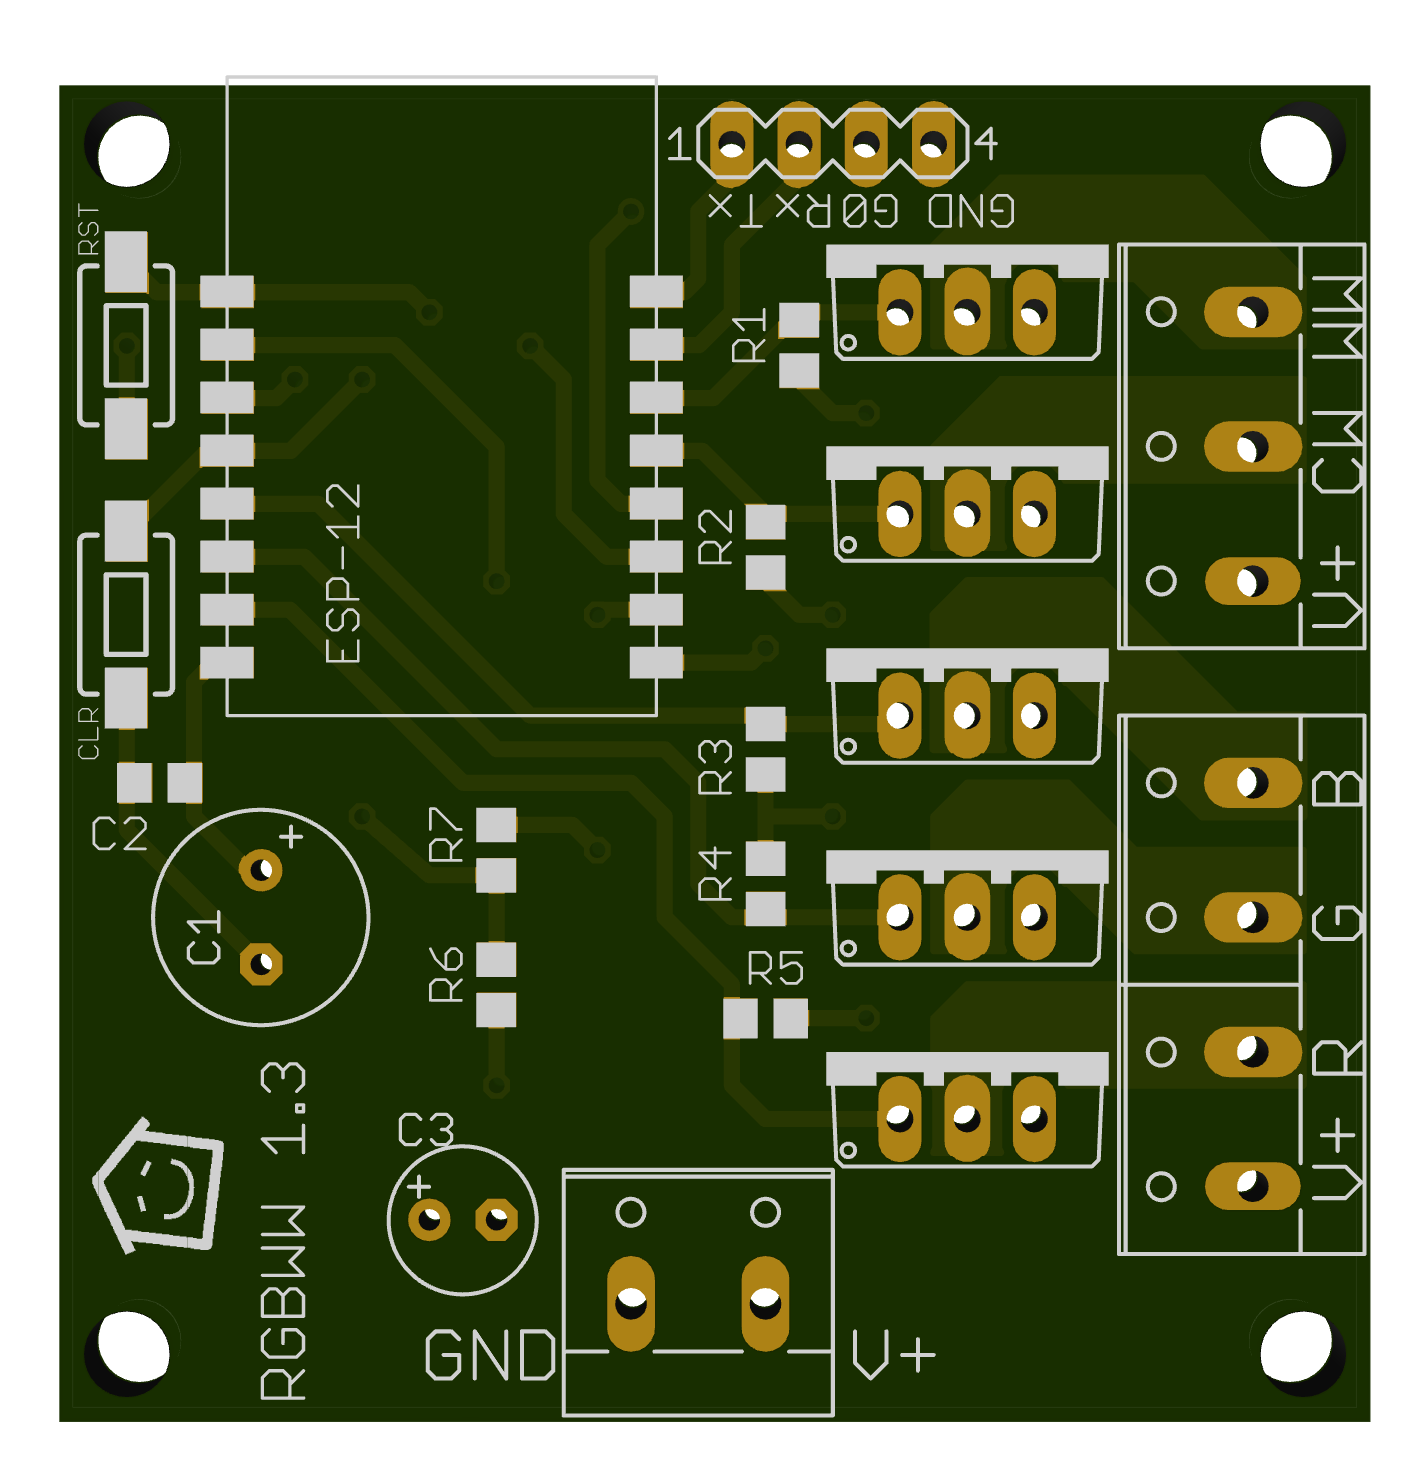 1
4
Tx Rx G0 GND
RST
R1
WW
CW
V+
ESP-12
R2
CLR
R3
B
C2
R7
R4
G
C1
R6
R5
R
V+
C3
RGBWW 1.3
GND
V+